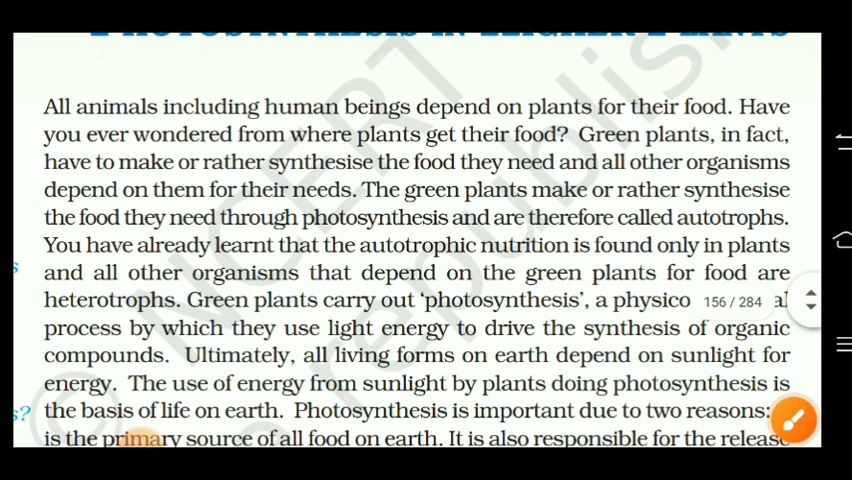 PHOTOSYNTHESIS IN HIGHER PLANTS
All animals including human beings depend on plants for their food. Have
you ever wondered from where plants get their food? Green plants, in fact,
have to make or rather synthesise the food they need and all other organisms
depend on them for their needs. The green plants make or rather synthesise
the food they need through photosynthesis and are therefore called autotrophs.
You have already learnt that the autotrophic nutrition is found only in plants
and all other organisms that depend on the green plants for food are
heterotrophs. Green plants carry out ‘photosynthesis’, a physico 156 / 284 al
process by which they use light energy to drive the synthesis of organic
compounds. Ultimately, all living forms on earth depend on sunlight for
energy. The use of energy from sunlight by plants doing photosynthesis is
s? the basis of life on earth. Photosynthesis is important due to two reasons:
is the primary source of all food on earth. It is also responsible for the release
© NCERT
republis